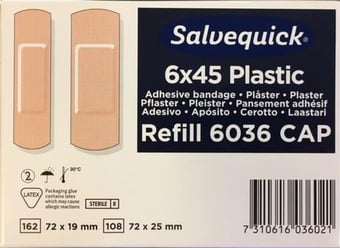 Salvequick®
6x45 Plastic
Adhesive bandage • Plåster • Plaster
Pflaster • Pleister • Pansement adhésif
Adesivo • Apósito • Cerotto • Laastari
Refill 6036 CAP
2
30°C
LATEX
Packaging glue
contains latex
which may cause
allergic reactions
STERILE R
162 72 x 19 mm 108 72 x 25 mm
7 310616 036021